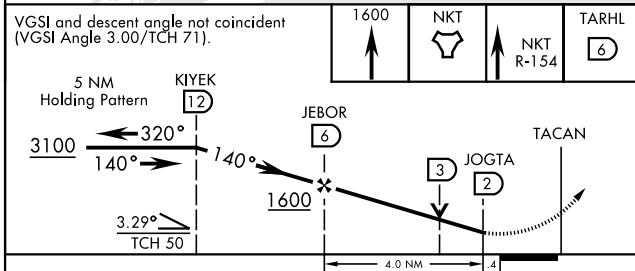 VGSI and descent angle not coincident
(VGSI Angle 3.00/TCH 71).
1600
NKT
NKT
R-154
TARHL
6
5 NM
Holding Pattern
KIYEK
12
JEBOR
6
TACAN
3100
320°
140°
140°
3
JOGTA
2
1600
3.29°
TCH 50
4.0 NM
.4